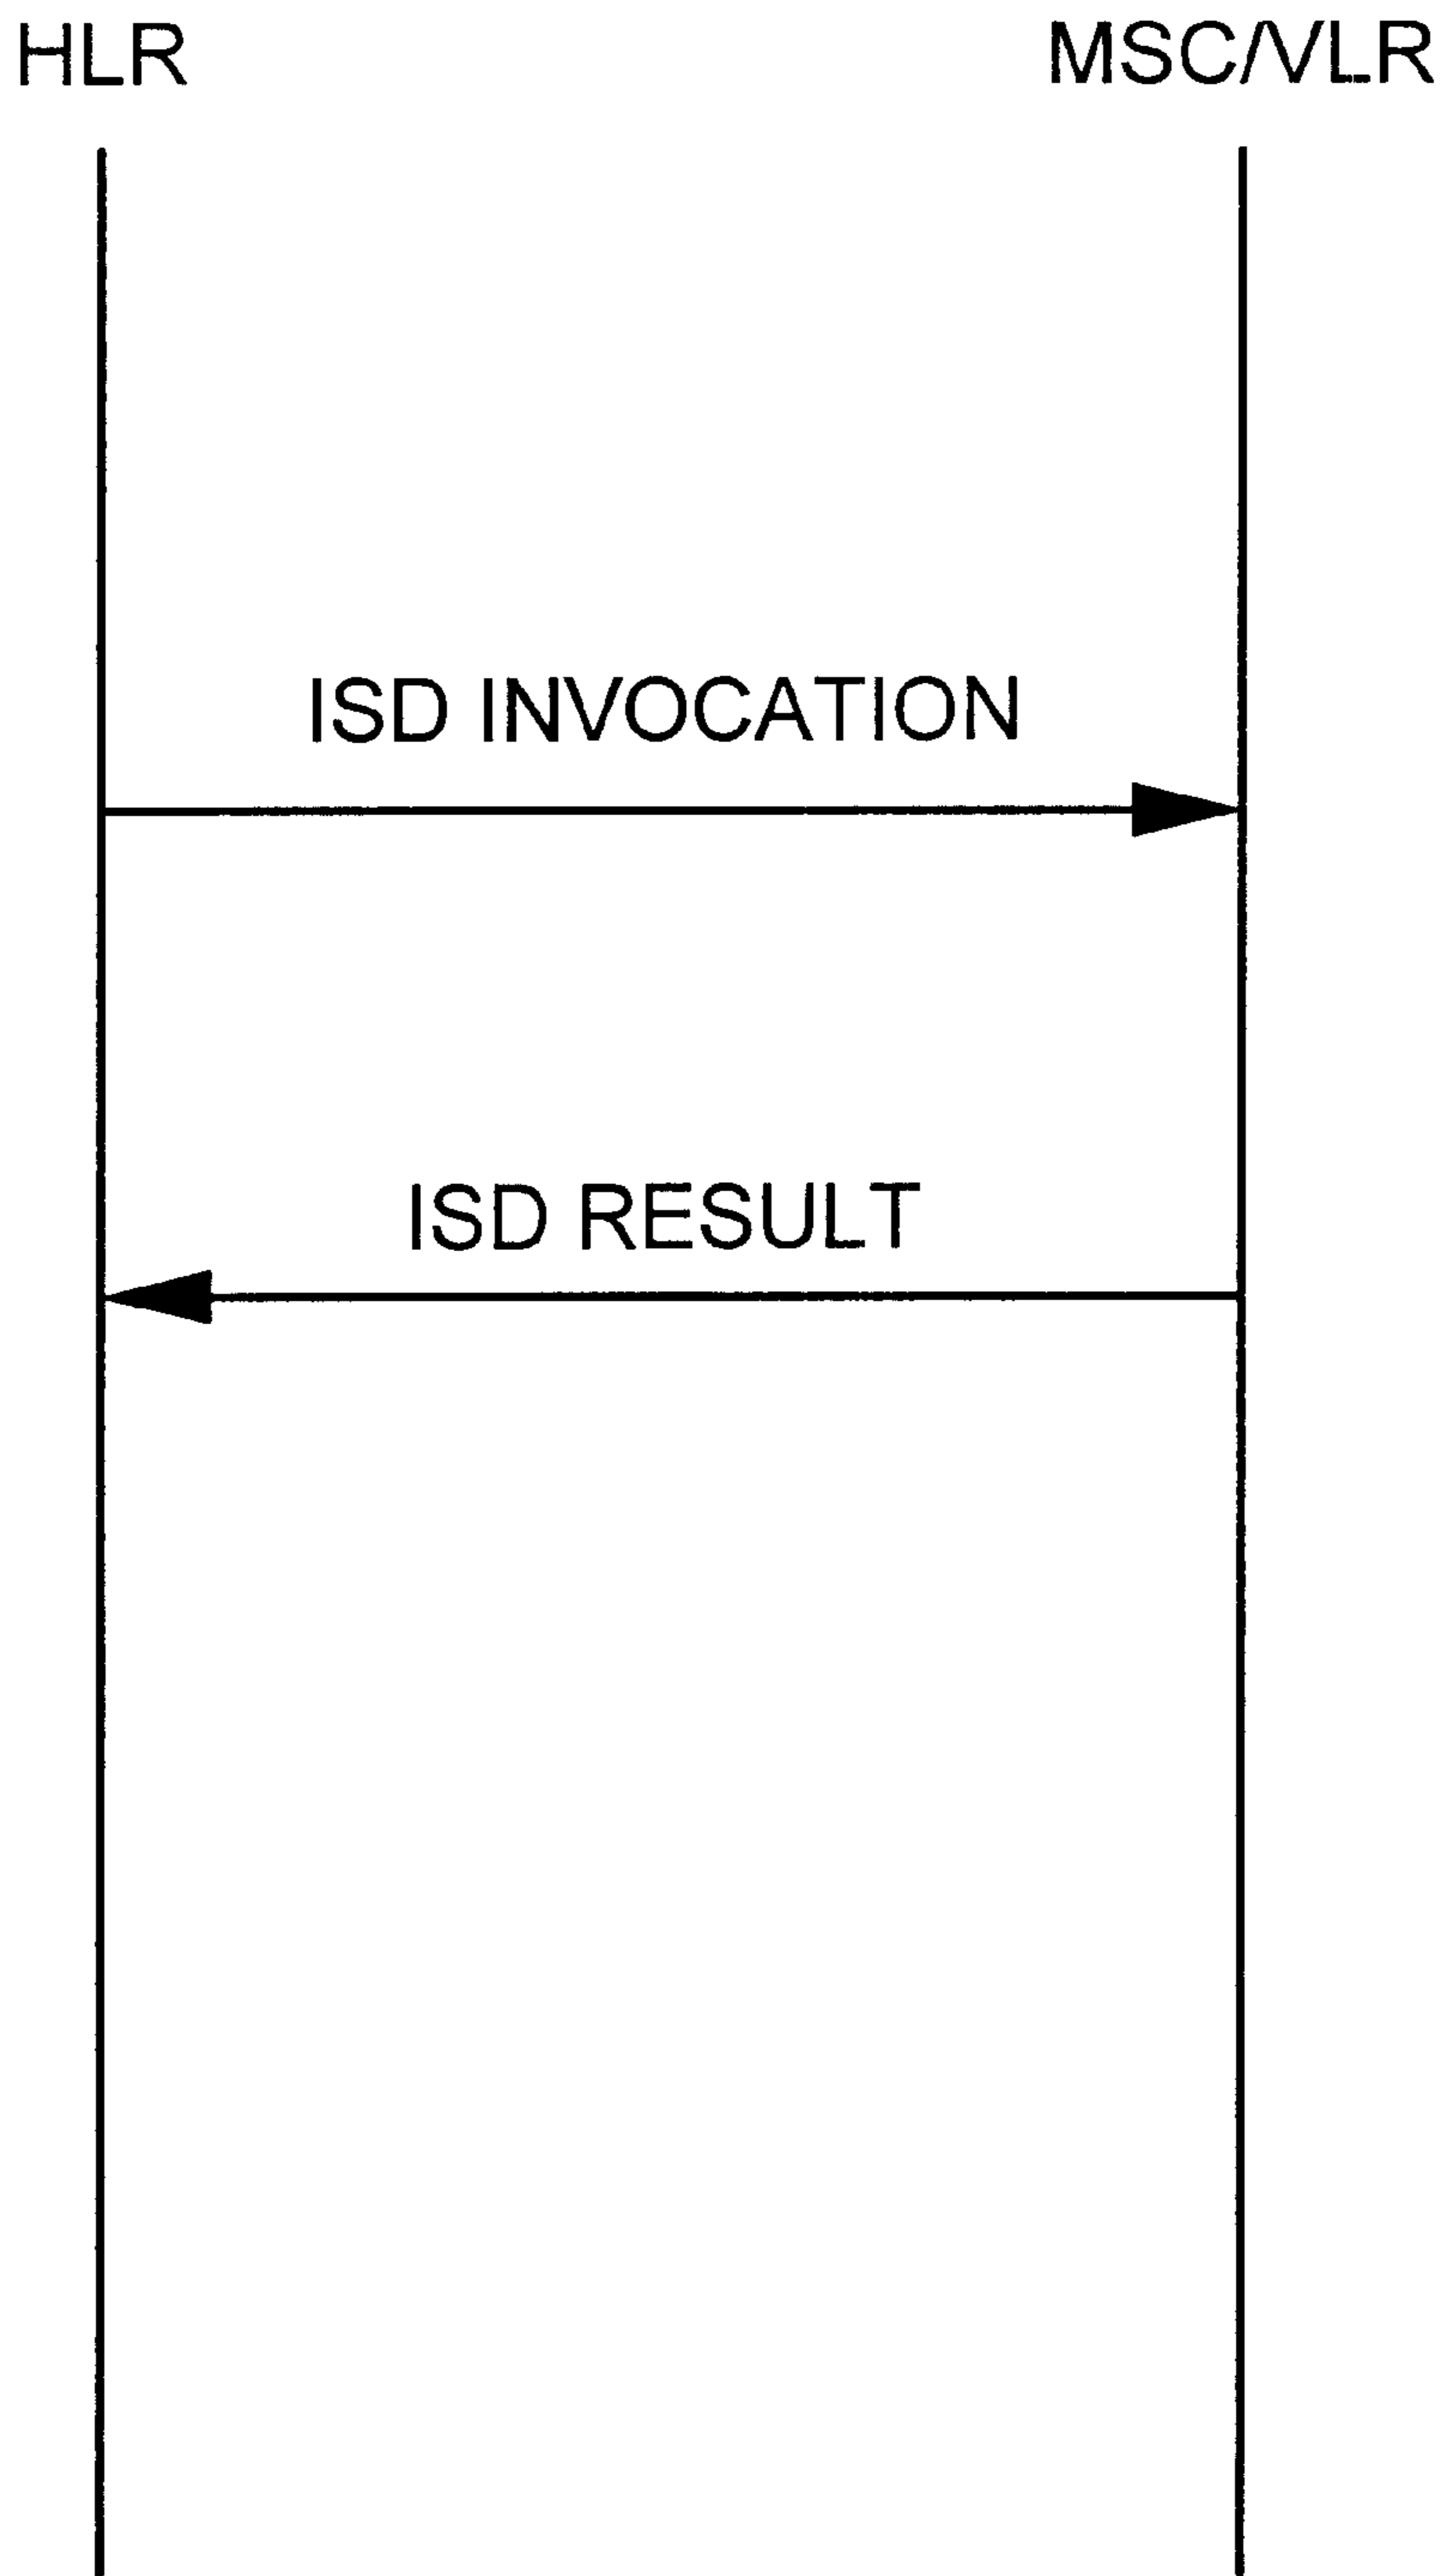 HLR
MSC/VLR
ISD INVOCATION
ISD RESULT